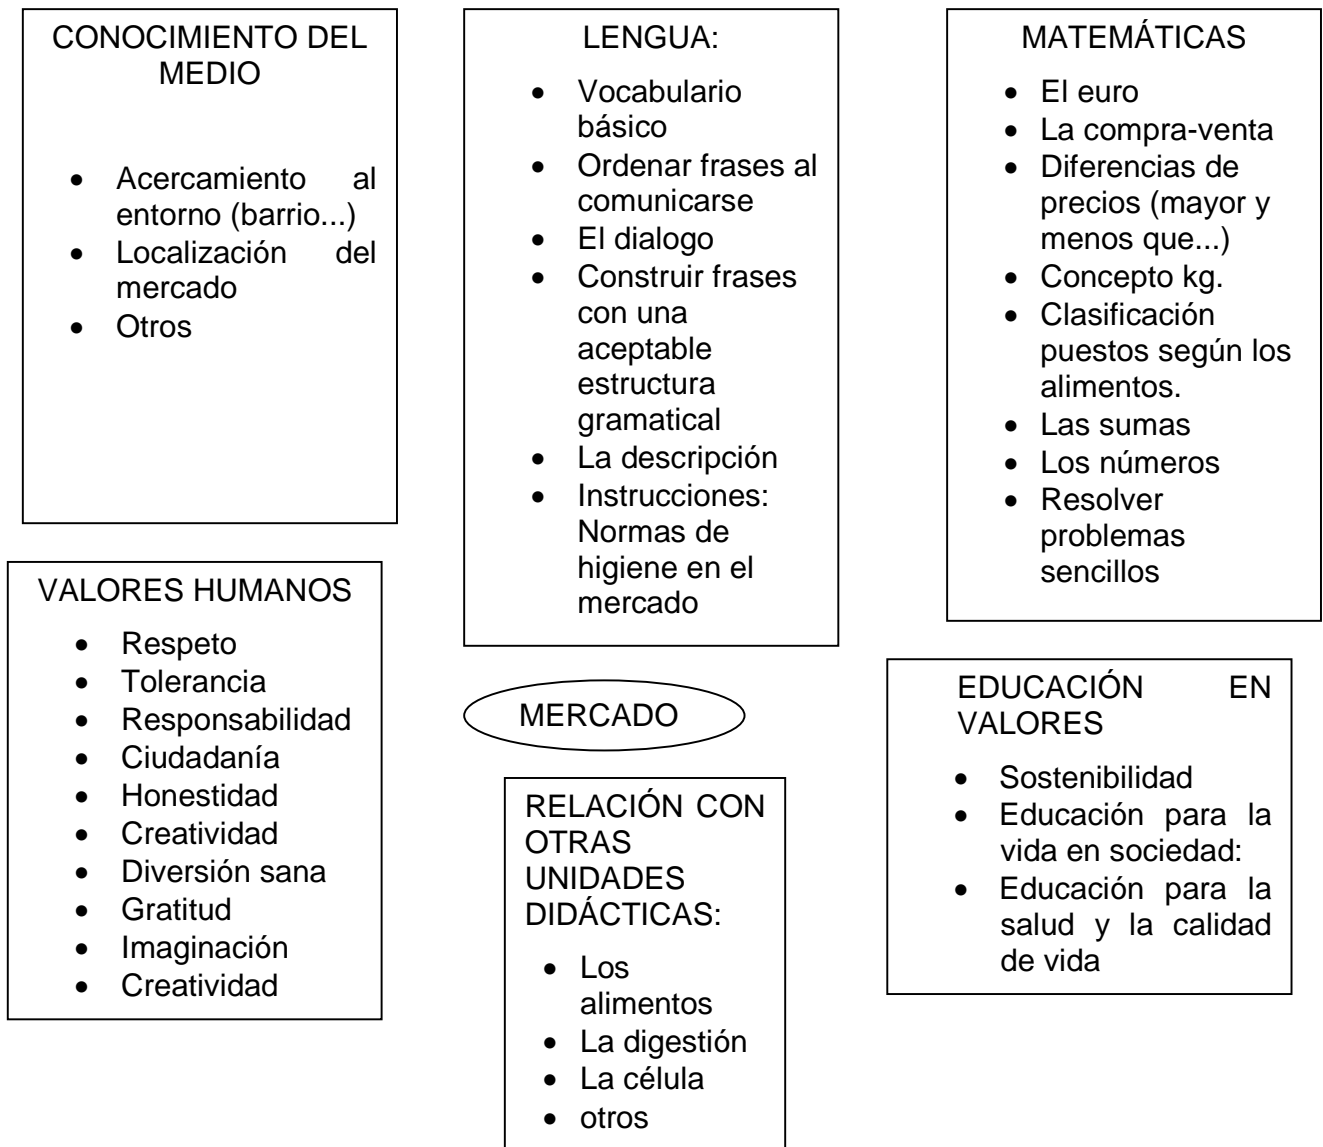 CONOCIMIENTO DEL
MEDIO
• Acercamiento al
entorno (barrio...)
• Localización del
mercado
• Otros
LENGUA:
• Vocabulario
básico
• Ordenar frases al
comunicarse
• El dialogo
• Construir frases
con una
aceptable
estructura
gramatical
• La descripción
• Instrucciones:
Normas de
higiene en el
mercado
MATEMÁTICAS
• El euro
• La compra-venta
• Diferencias de
precios (mayor y
menos que...)
• Concepto kg.
• Clasificación
puestos según los
alimentos.
• Las sumas
• Los números
• Resolver
problemas
sencillos
VALORES HUMANOS
• Respeto
• Tolerancia
• Responsabilidad
• Ciudadanía
• Honestidad
• Creatividad
• Diversión sana
• Gratitud
• Imaginación
• Creatividad
MERCADO
RELACIÓN CON
OTRAS
UNIDADES
DIDÁCTICAS:
• Los
alimentos
• La digestión
• La célula
• otros
EDUCACIÓN EN
VALORES
• Sostenibilidad
• Educación para la
vida en sociedad:
• Educación para la
salud y la calidad
de vida